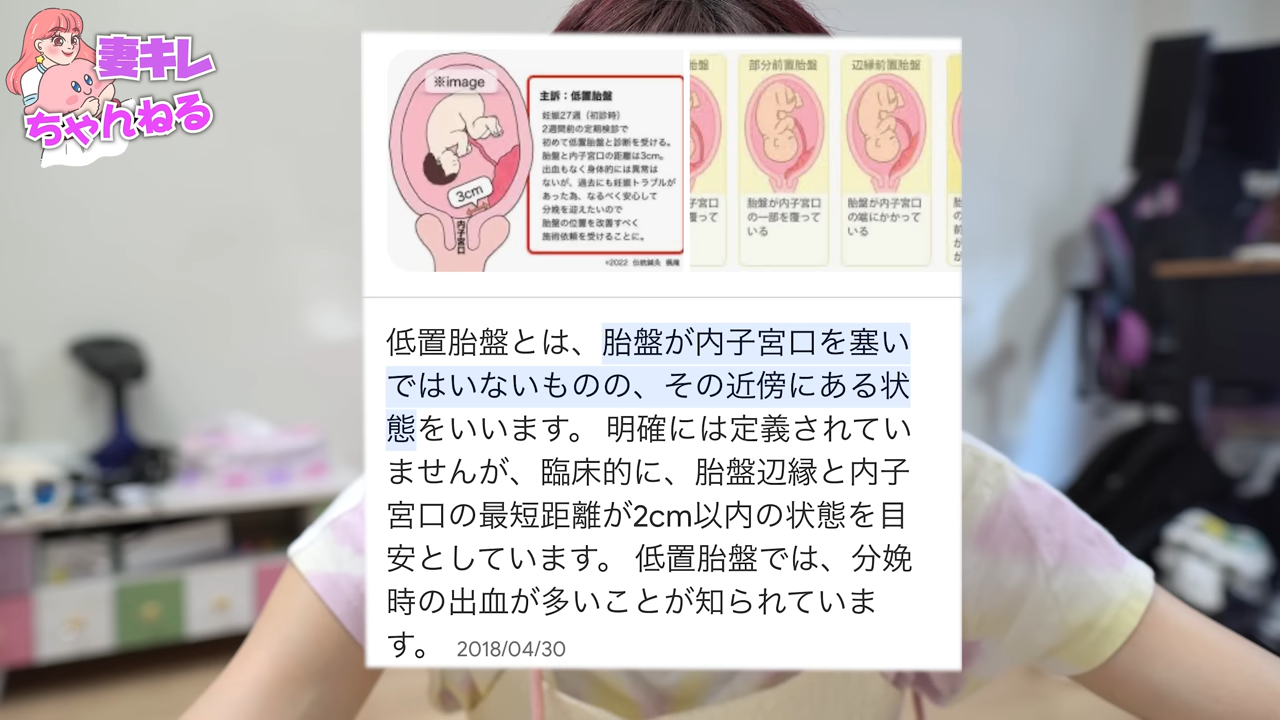 妻キレ
ちゃんねる
※image
3cm
内子宮口
主訴:低置胎盤
妊娠27週(初診時)
2週間前の定期検診で
初めて低置胎盤と診断を受ける。
胎盤と内子宮口の距離は3cm。
出血もなく身体的には異常は
ないが、過去にも妊娠トラブルが
あった為、なるべく安心して
分娩を迎えたいので
胎盤の位置を改善すべく
施術依頼を受けることに。
©2022 伝統鍼灸
胎盤
子宮口
覆って
部分前置胎盤
胎盤が内子宮口
の一部を覆って
いる
辺縁前置胎盤
胎盤が内子宮口
の端にかかって
いる
低置胎盤とは、胎盤が内子宮口を塞い
ではいないものの、その近傍にある状
態をいいます。 明確には定義されてい
ませんが、臨床的に、胎盤辺縁と内子
宮口の最短距離が2cm以内の状態を目
安としています。 低置胎盤では、分娩
時の出血が多いことが知られていま
す。 2018/04/30